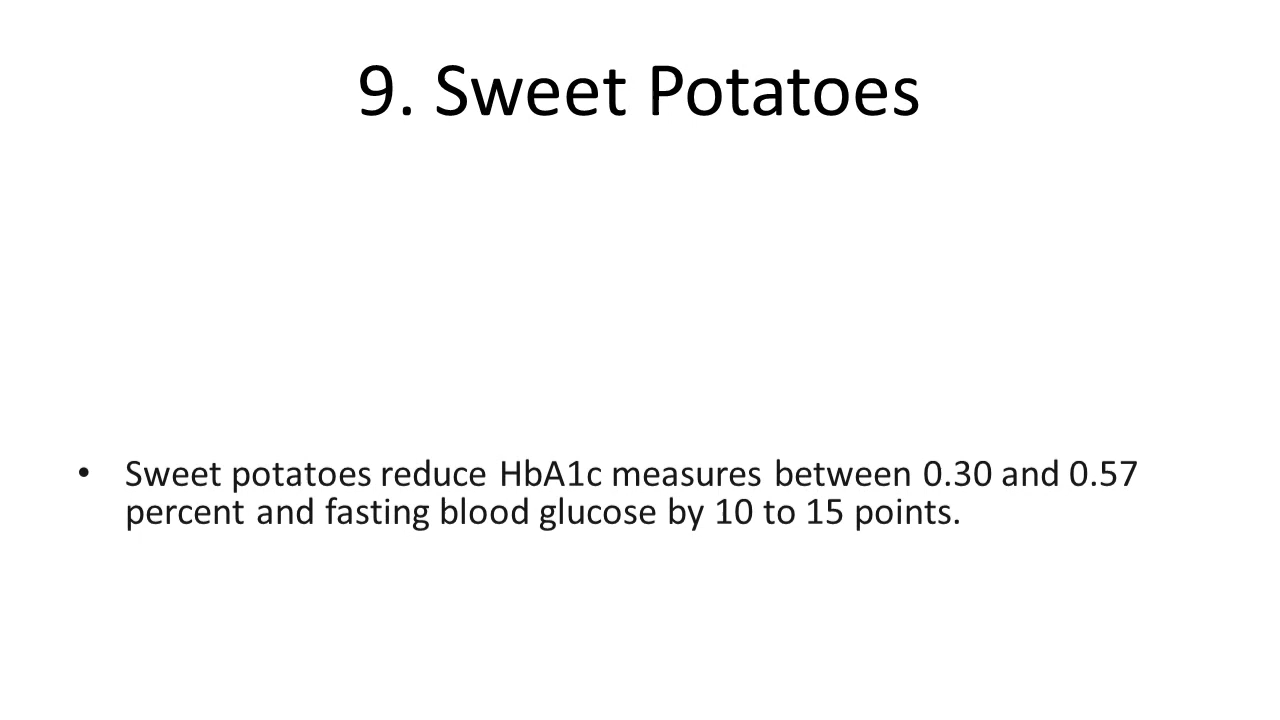 9. Sweet Potatoes
• Sweet potatoes reduce HbA1c measures between 0.30 and 0.57
percent and fasting blood glucose by 10 to 15 points.